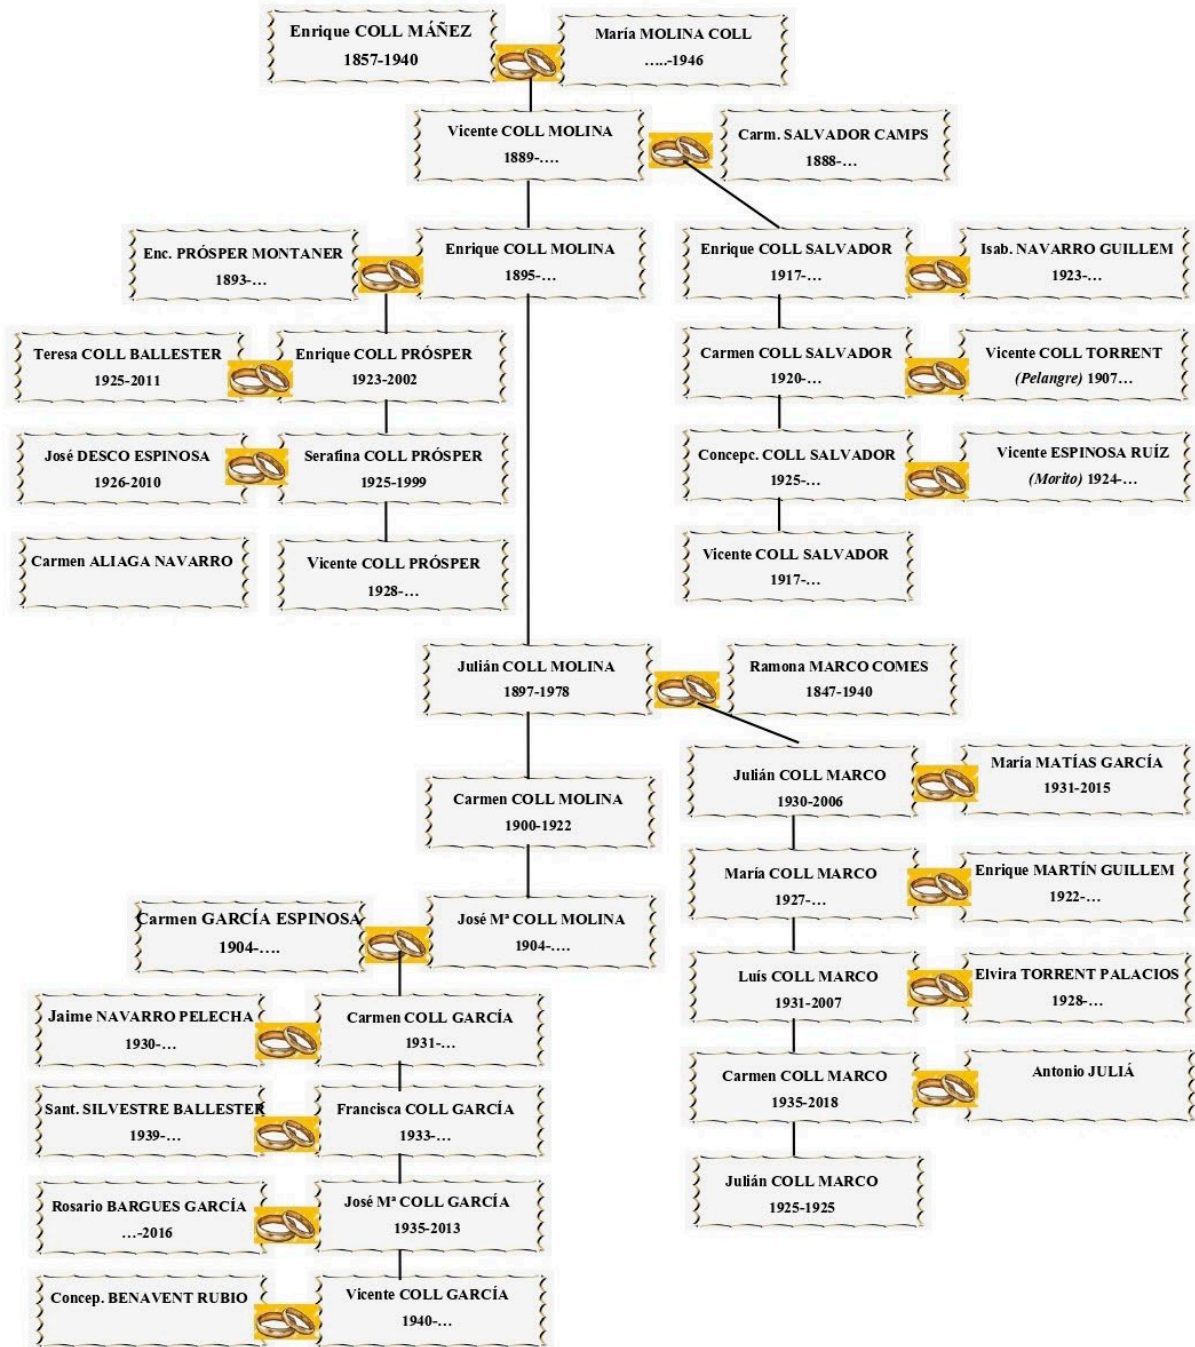 Enrique COLL MÁÑEZ
1857-1940
María MOLINA COLL
…..-1946
Vicente COLL MOLINA
1889-….
Carm. SALVADOR CAMPS
1888-…
Enc. PRÓSPER MONTANER
1893-…
Enrique COLL MOLINA
1895-…
Enrique COLL SALVADOR
1917-…
Isab. NAVARRO GUILLEM
1923-…
Teresa COLL BALLESTER
1925-2011
Enrique COLL PRÓSPER
1923-2002
Carmen COLL SALVADOR
1920-…
Vicente COLL TORRENT
(Pelangre) 1907…
José DESCO ESPINOSA
1926-2010
Serafina COLL PRÓSPER
1925-1999
Concepc. COLL SALVADOR
1925-…
Vicente ESPINOSA RUÍZ
(Morito) 1924-…
Carmen ALIAGA NAVARRO
Vicente COLL PRÓSPER
1928-…
Vicente COLL SALVADOR
1917-…
Julián COLL MOLINA
1897-1978
Ramona MARCO COMES
1847-1940
Julián COLL MARCO
1930-2006
María MATÍAS GARCÍA
1931-2015
Carmen COLL MOLINA
1900-1922
María COLL MARCO
1927-…
Enrique MARTÍN GUILLEM
1922-…
Carmen GARCÍA ESPINOSA
1904-….
José Mª COLL MOLINA
1904-….
Luís COLL MARCO
1931-2007
Elvira TORRENT PALACIOS
1928-…
Jaime NAVARRO PELECHA
1930-…
Carmen COLL GARCÍA
1931-…
Carmen COLL MARCO
1935-2018
Antonio JULIÁ
Sant. SILVESTRE BALLESTER
1939-…
Francisca COLL GARCÍA
1933-…
Julián COLL MARCO
1925-1925
Rosario BARGUES GARCÍA
…-2016
José Mª COLL GARCÍA
1935-2013
Concep. BENAVENT RUBIO
Vicente COLL GARCÍA
1940-…